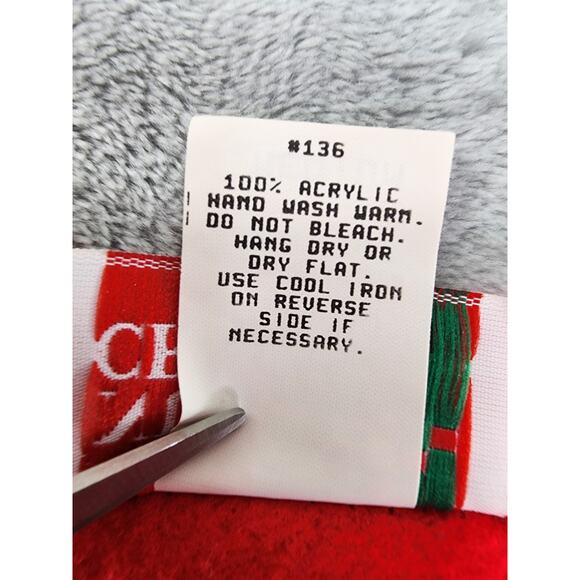 #136
100% ACRYLIC
HAND WASH WARM.
DO NOT BLEACH.
HANG DRY OR
DRY FLAT.
USE COOL IRON
ON REVERSE
SIDE IF
NECESSARY.